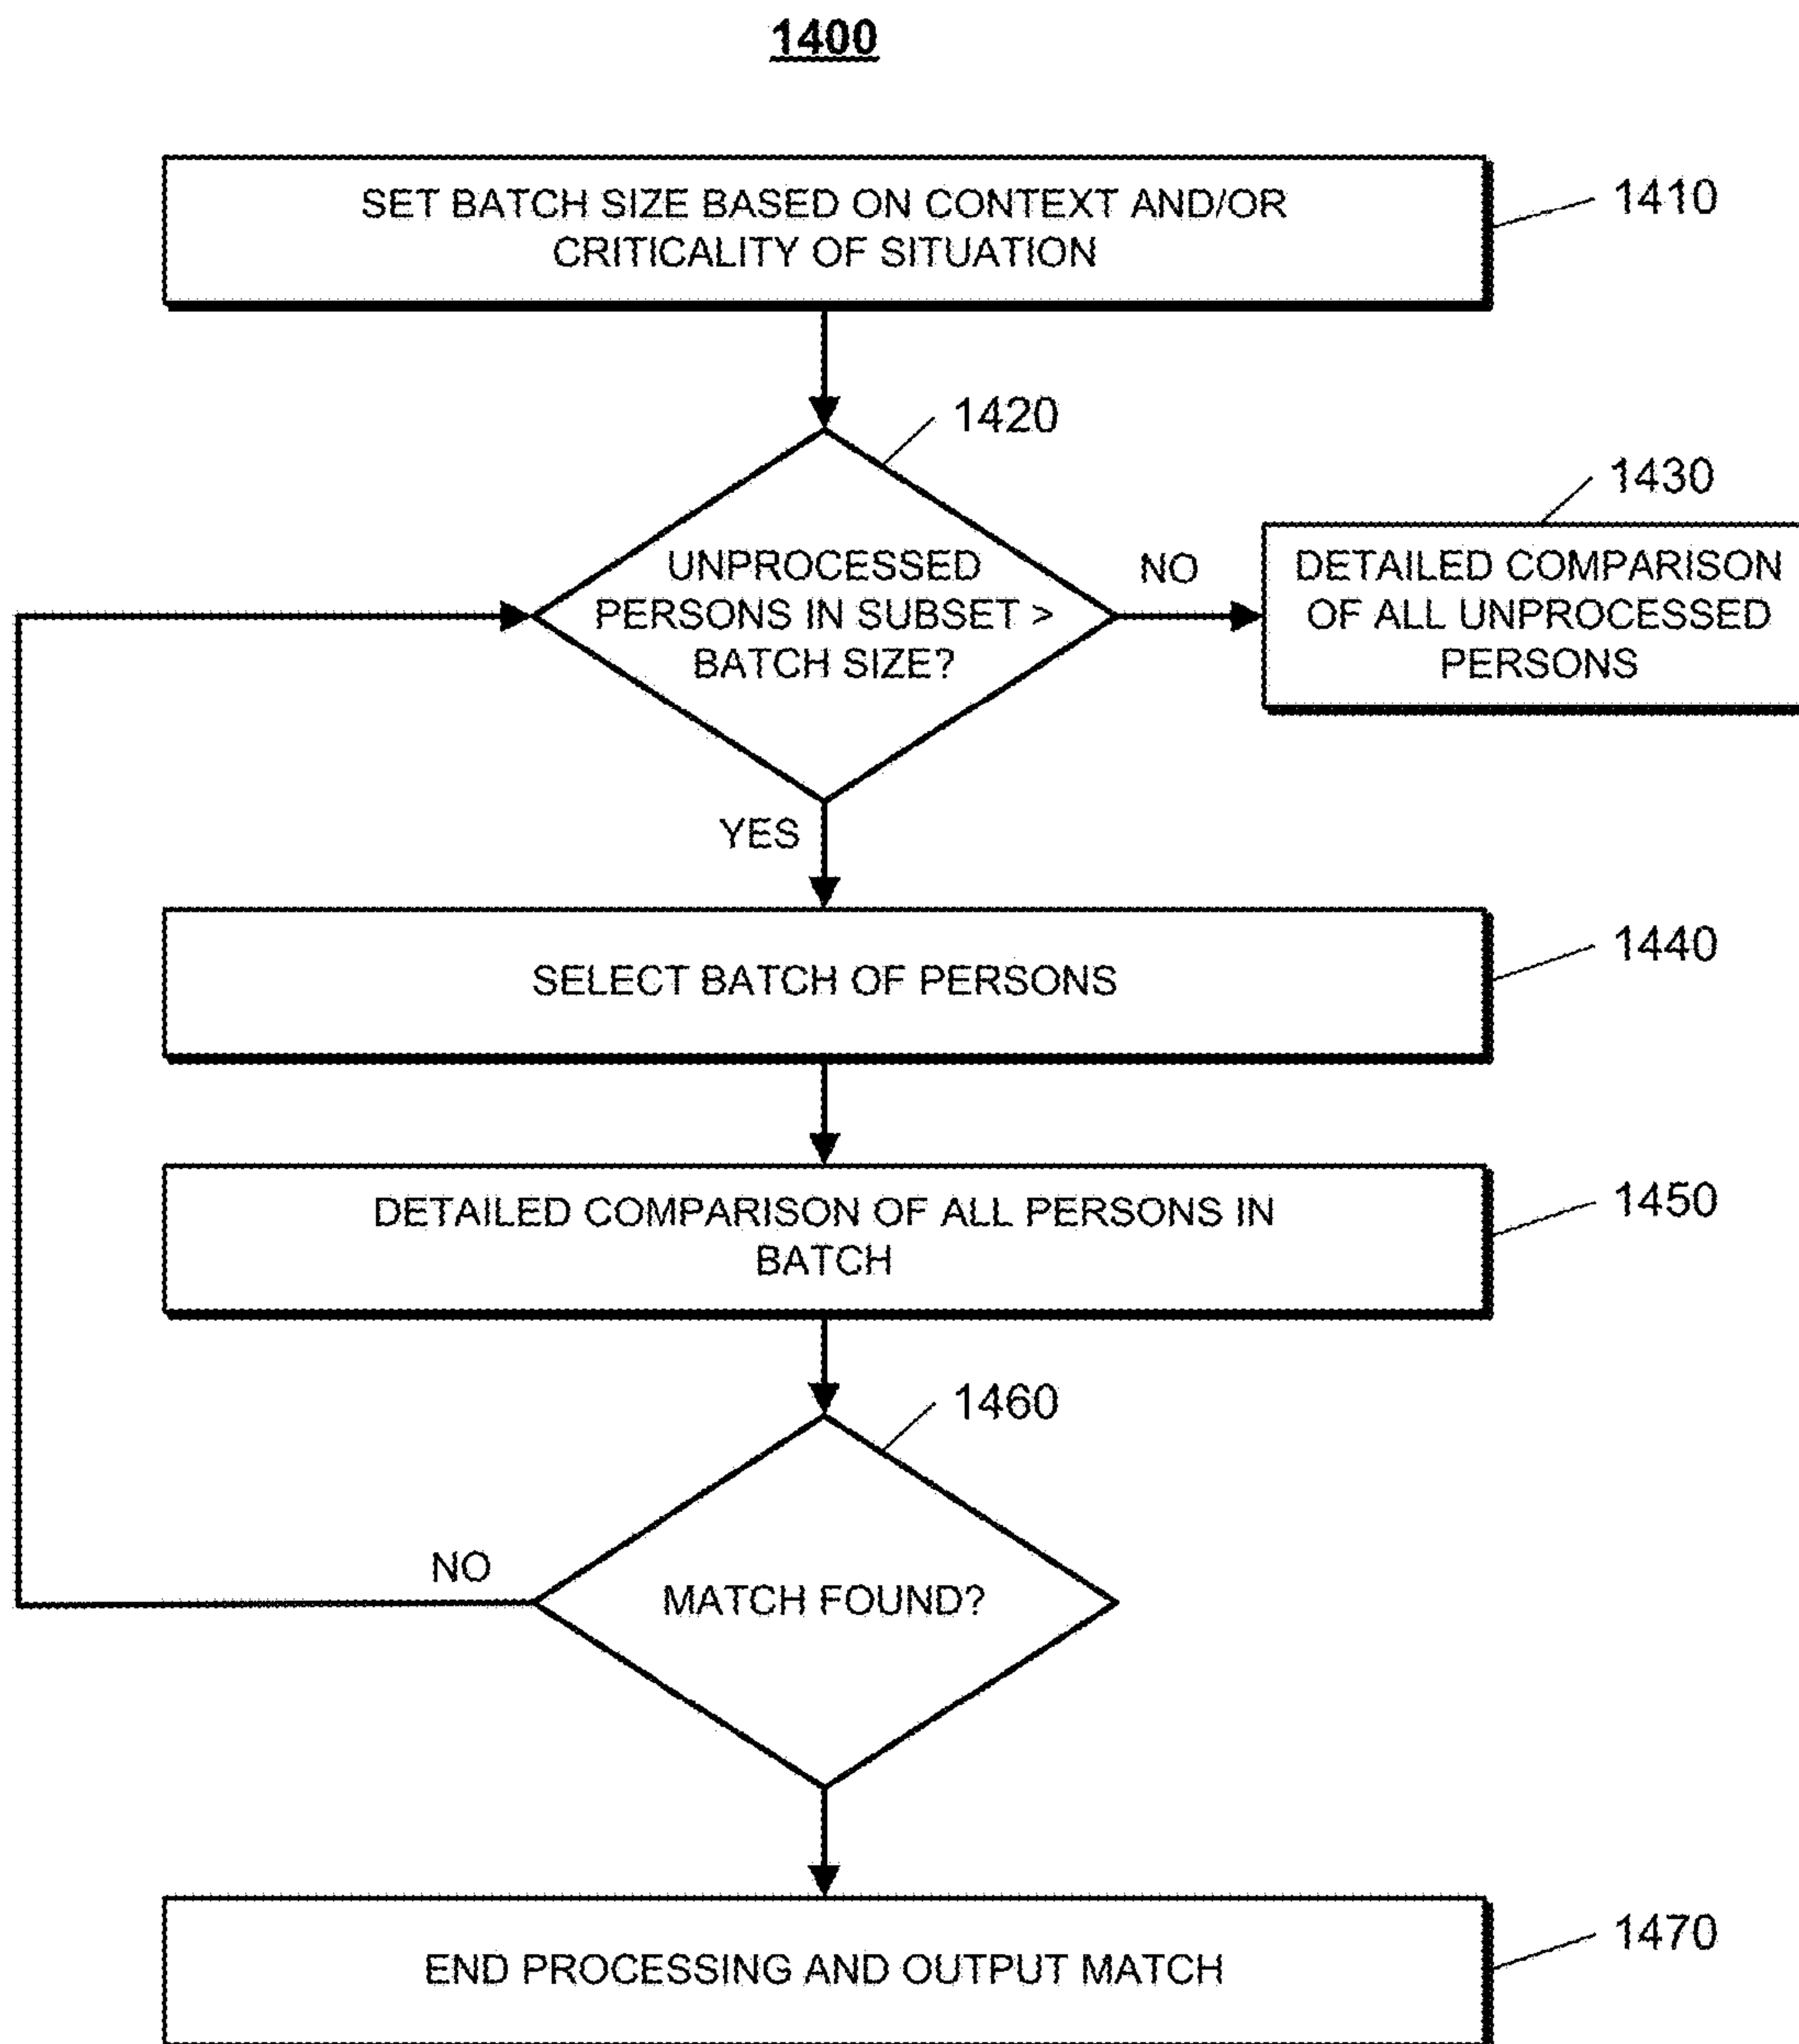 1400
SET BATCH SIZE BASED ON CONTEXT AND/OR
CRITICALITY OF SITUATION
1410
1420
UNPROCESSED
PERSONS IN SUBSET >
BATCH SIZE?
NO
1430
DETAILED COMPARISON
OF ALL UNPROCESSED
PERSONS
YES
SELECT BATCH OF PERSONS
1440
DETAILED COMPARISON OF ALL PERSONS IN
BATCH
1450
1460
MATCH FOUND?
NO
END PROCESSING AND OUTPUT MATCH
1470